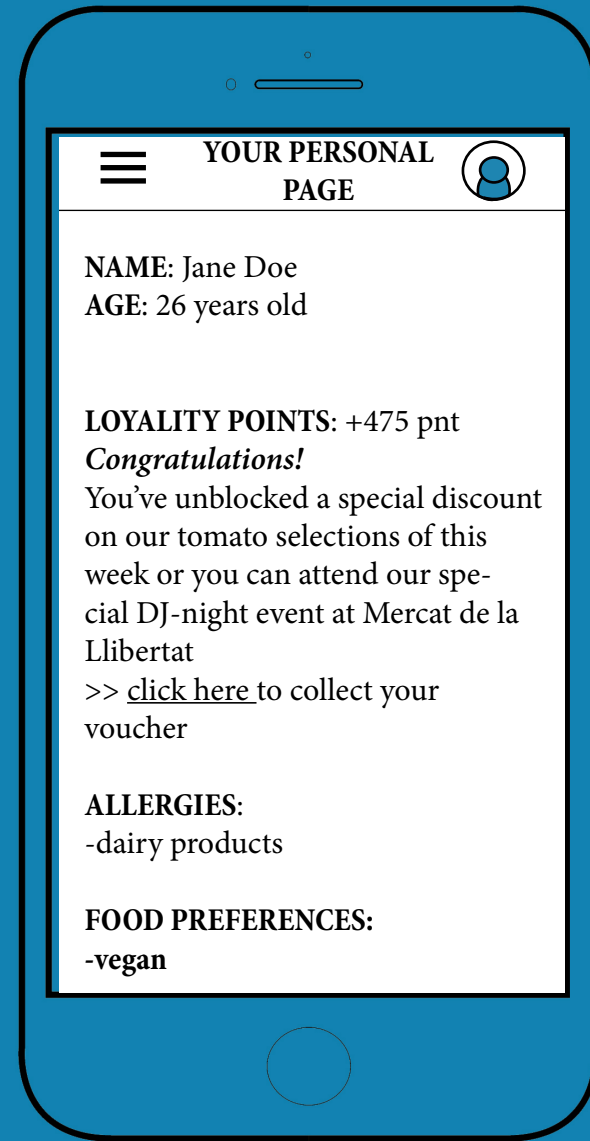 YOUR PERSONAL
PAGE
NAME: Jane Doe
AGE: 26 years old
LOYALITY POINTS: +475 pnt
Congratulations!
You’ve unblocked a special discount
on our tomato selections of this
week or you can attend our spe-
cial DJ-night event at Mercat de la
Llibertat
>> click here to collect your
voucher
ALLERGIES:
-dairy products
FOOD PREFERENCES:
-vegan